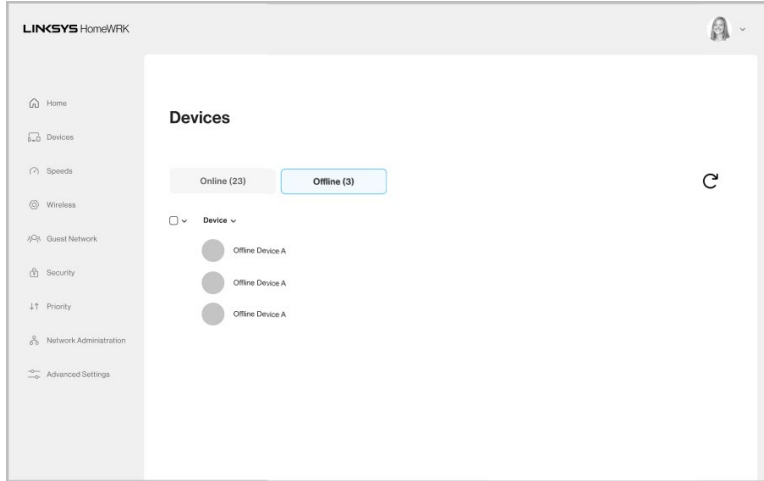 LINKSYS HomeWRK
Home
Devices
Speeds
Wireless
Guest Network
Security
Priority
Network Administration
Advanced Settings
Devices
Online (23)
Offline (3)
Device
Offline Device A
Offline Device A
Offline Device A